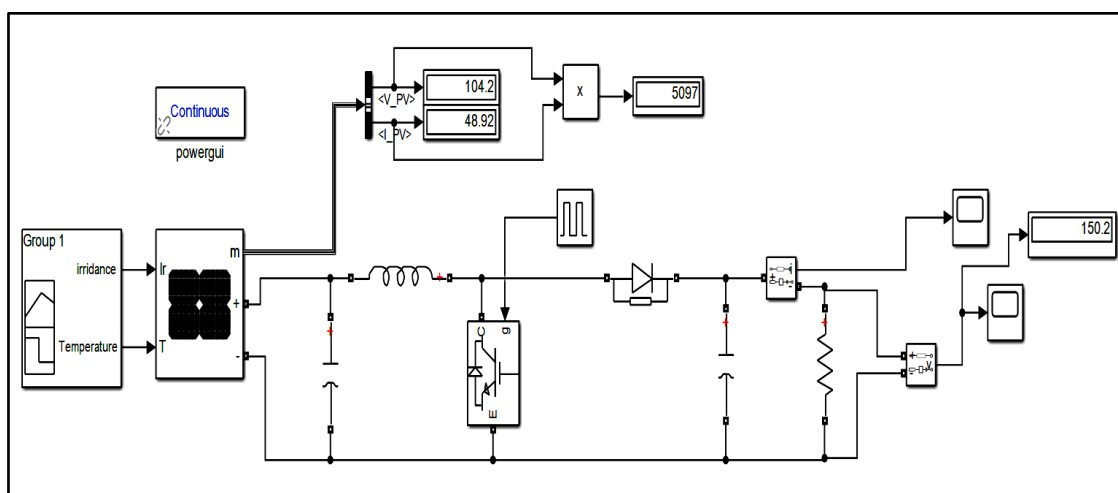 Continuous
powergui
<V_PV>
104.2
<I_PV>
48.92
x
5097
Group 1
irridance
Temperature
Ir
T
m
+
-
g
C
E
+
i
-
150.2
+
v
-